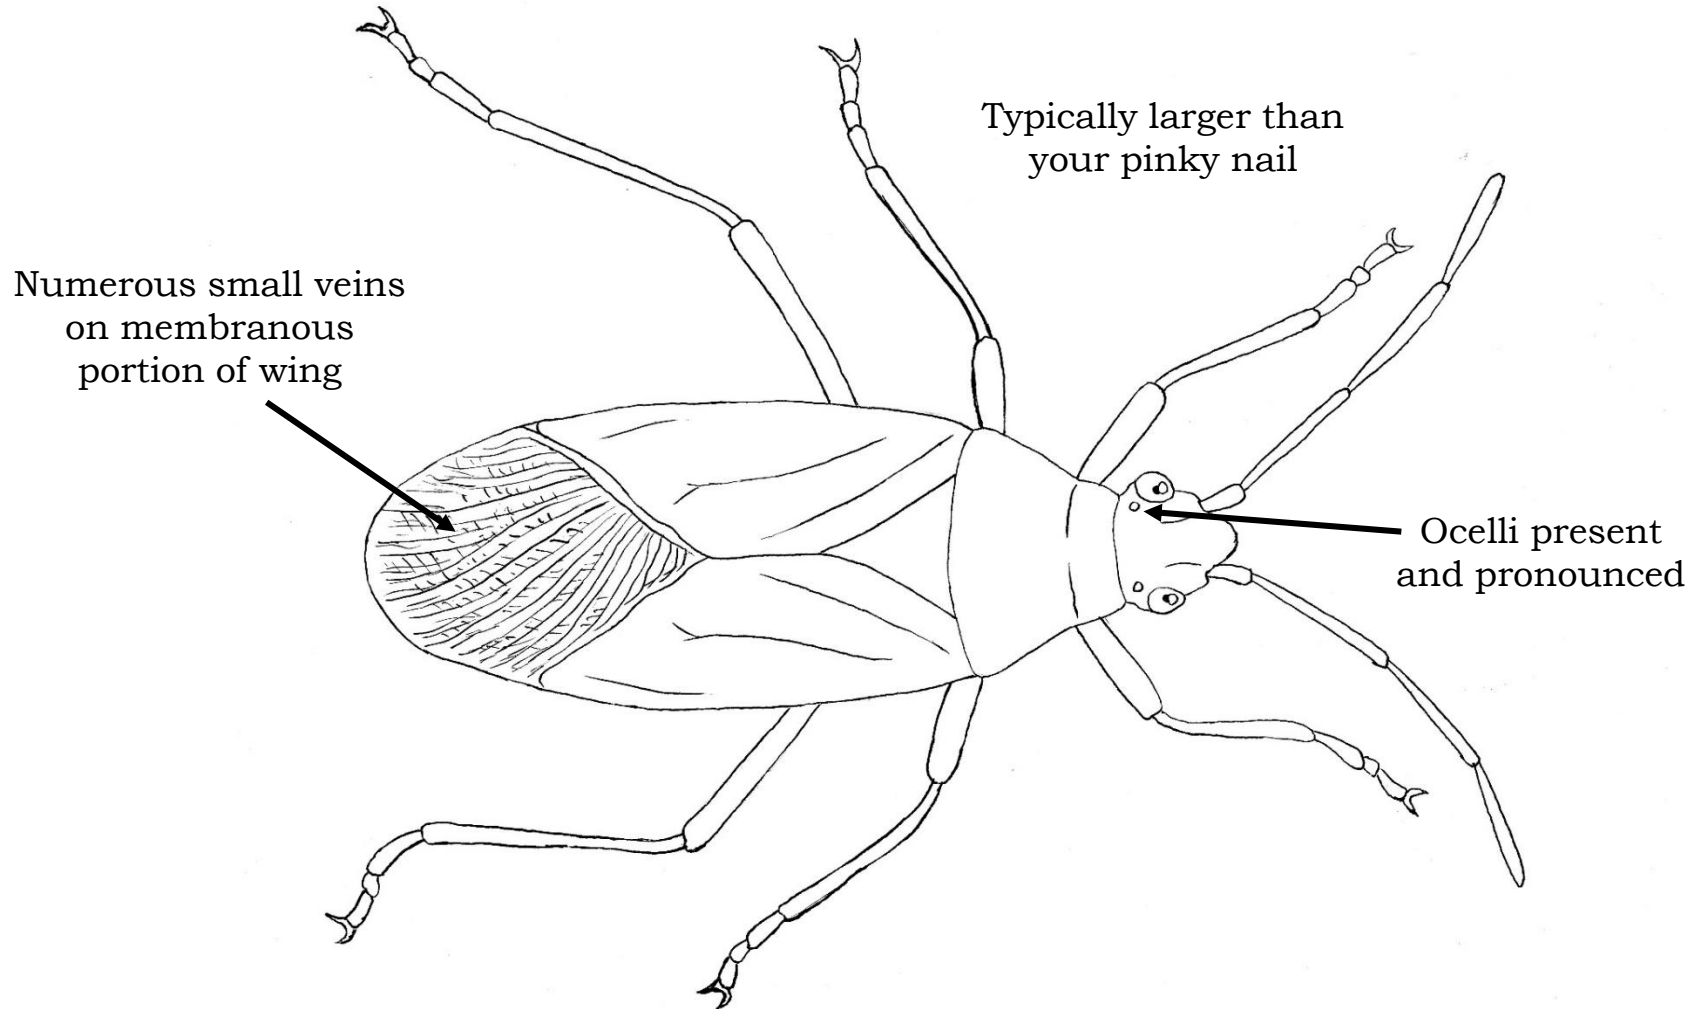 Typically larger than
your pinky nail
Numerous small veins
on membranous
portion of wing
Ocelli present
and pronounced